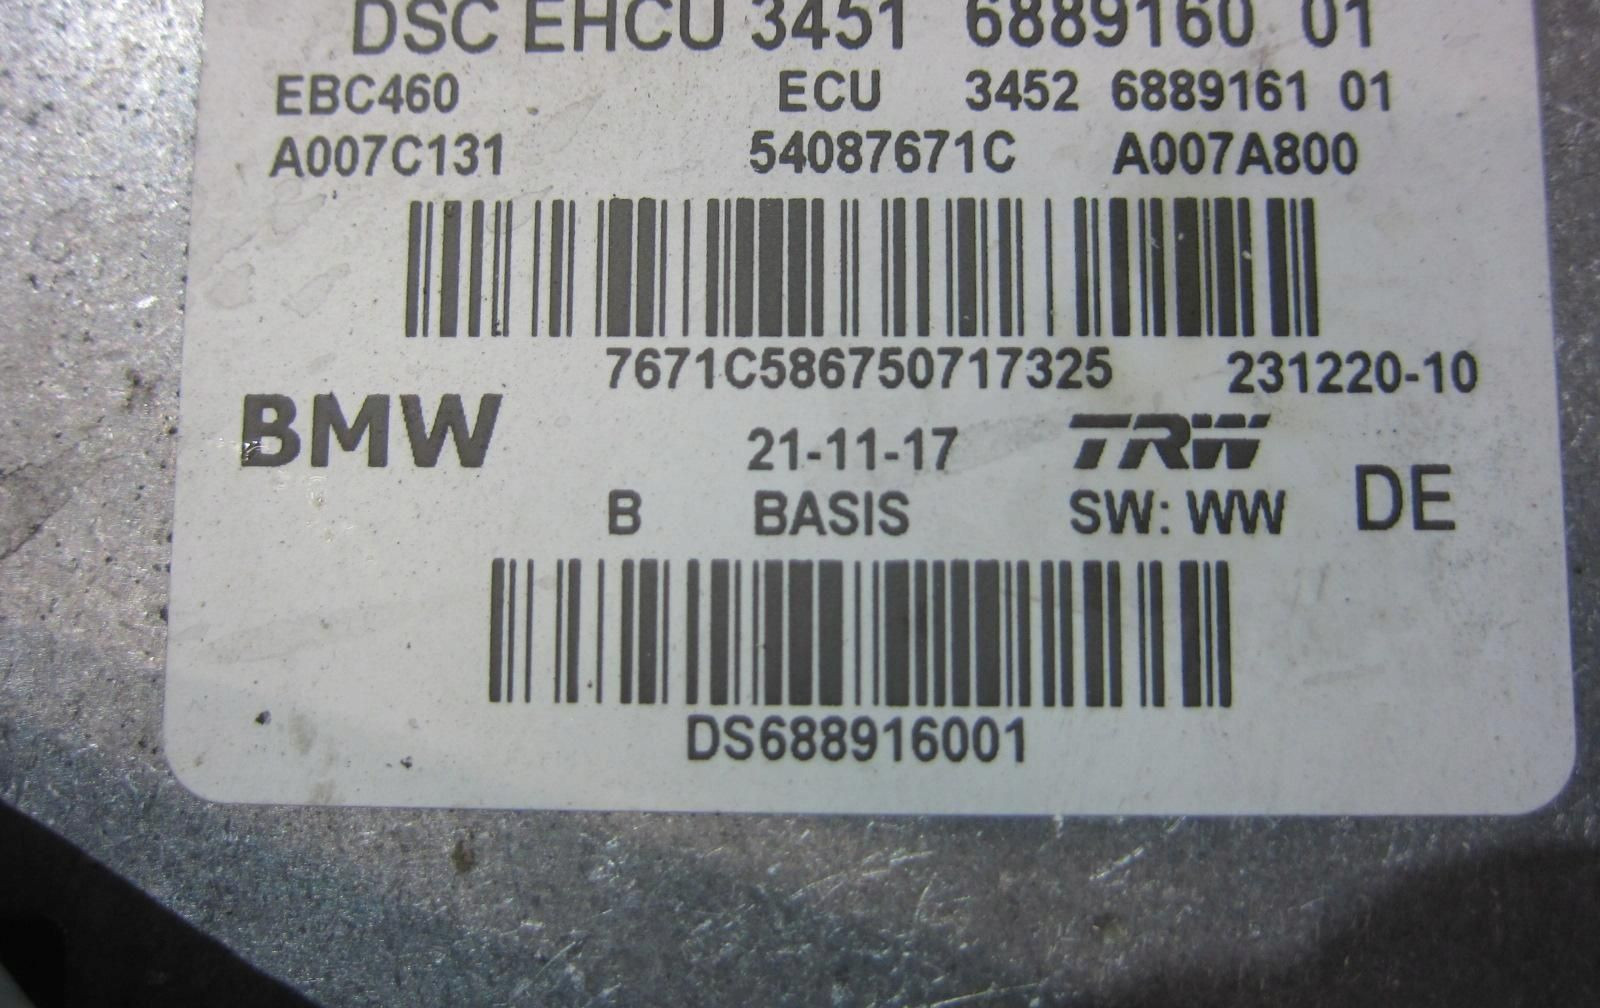 DSC EHCU 3451 6889160 01
EBC460 ECU 3452 6889161 01
A007C131 54087671C A007A800
7671C586750717325 231220-10
BMW 21-11-17 TRW
B BASIS SW: WW DE
DS688916001